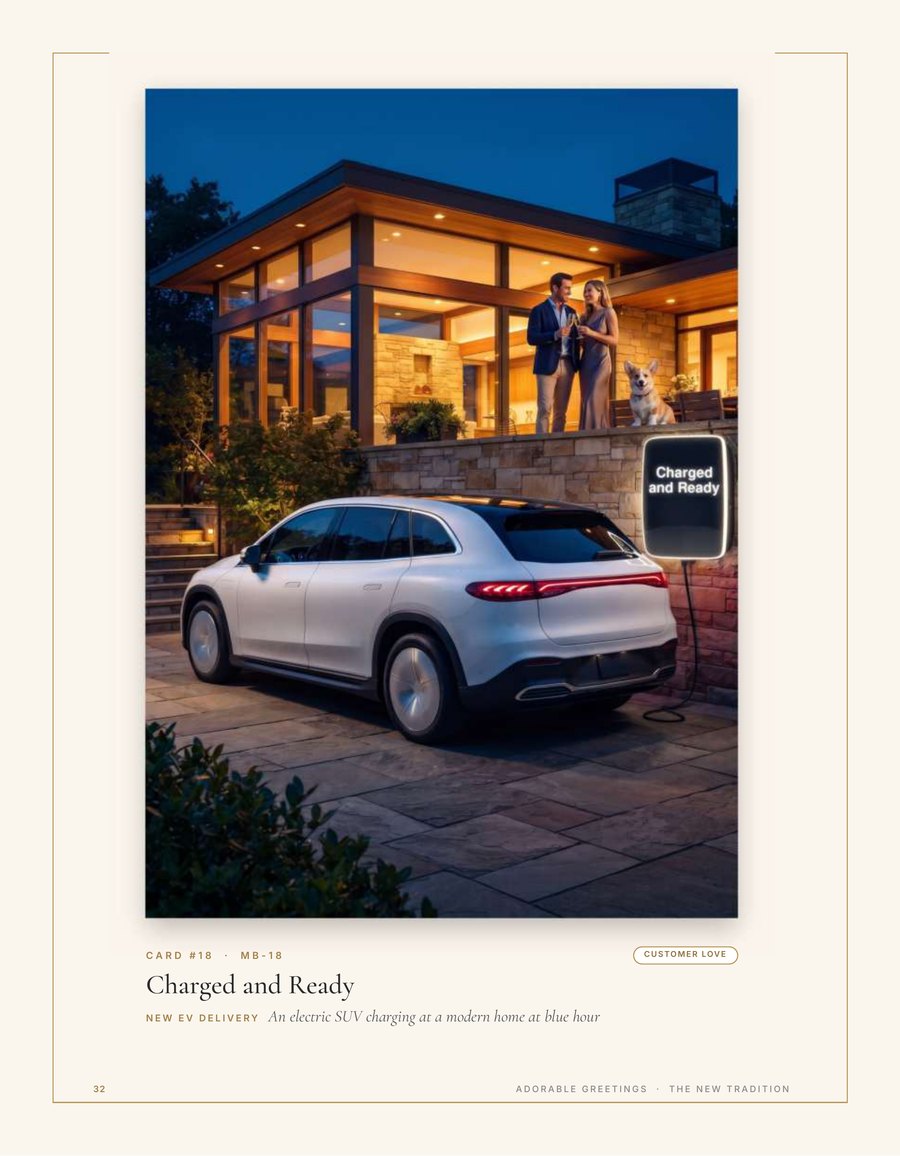 Charged
and Ready
CARD #18 · MB-18
CUSTOMER LOVE
Charged and Ready
NEW EV DELIVERY An electric SUV charging at a modern home at blue hour
32
ADORABLE GREETINGS · THE NEW TRADITION